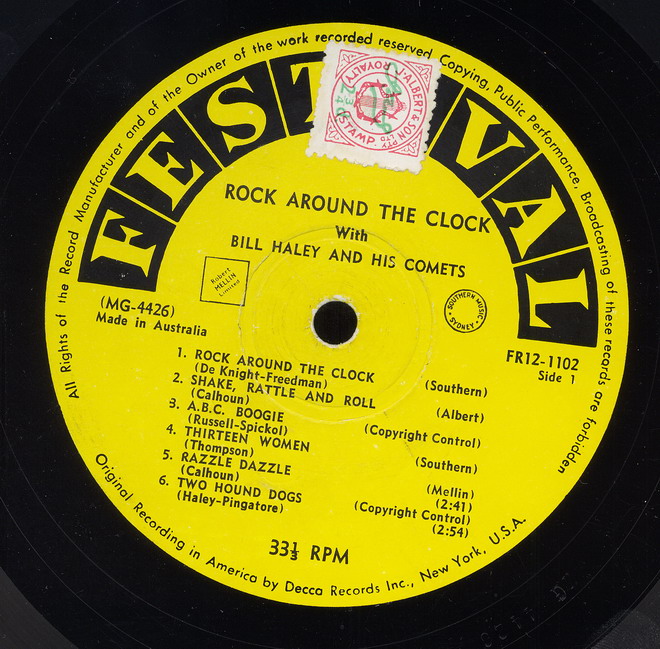 All Rights of the Record Manufacturer and of the Owner of the work recorded reserved. Copying, Public Performance, Broadcasting of these records are forbidden
FESTIVAL
J. ALBERT & SON PTY LTD
ROYALTY
STAMP
ROCK AROUND THE CLOCK
With
BILL HALEY AND HIS COMETS
Robert
MELLIN
Limited
SOUTHERN MUSIC
SYDNEY
(MG-4426)
Made in Australia
FR12-1102
Side 1
1. ROCK AROUND THE CLOCK
(De Knight-Freedman) (Southern)
2. SHAKE, RATTLE AND ROLL
(Calhoun) (Albert)
3. A.B.C. BOOGIE
(Russell-Spickol) (Copyright Control)
4. THIRTEEN WOMEN
(Thompson) (Southern)
5. RAZZLE DAZZLE
(Calhoun) (Mellin)
(2:41)
6. TWO HOUND DOGS
(Haley-Pingatore) (Copyright Control)
(2:54)
33⅓ RPM
Original Recording in America by Decca Records Inc., New York, U.S.A.